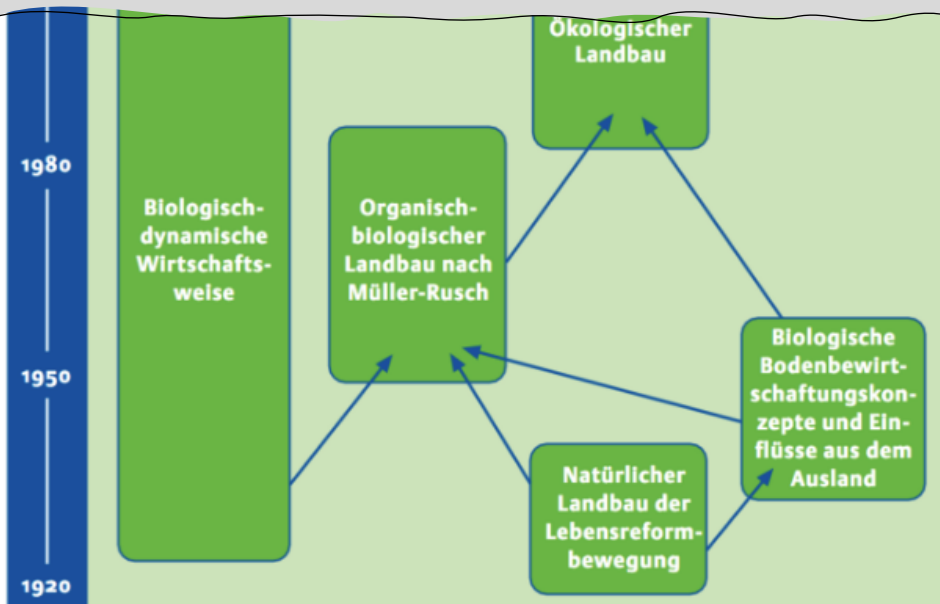 Ökologischer
Landbau
1980
Biologisch-
dynamische
Wirtschafts-
weise
Organisch-
biologischer
Landbau nach
Müller-Rusch
Biologische
Bodenbewirt-
schaftungskon-
zepte und Ein-
flüsse aus dem
Ausland
1950
Natürlicher
Landbau der
Lebensreform-
bewegung
1920